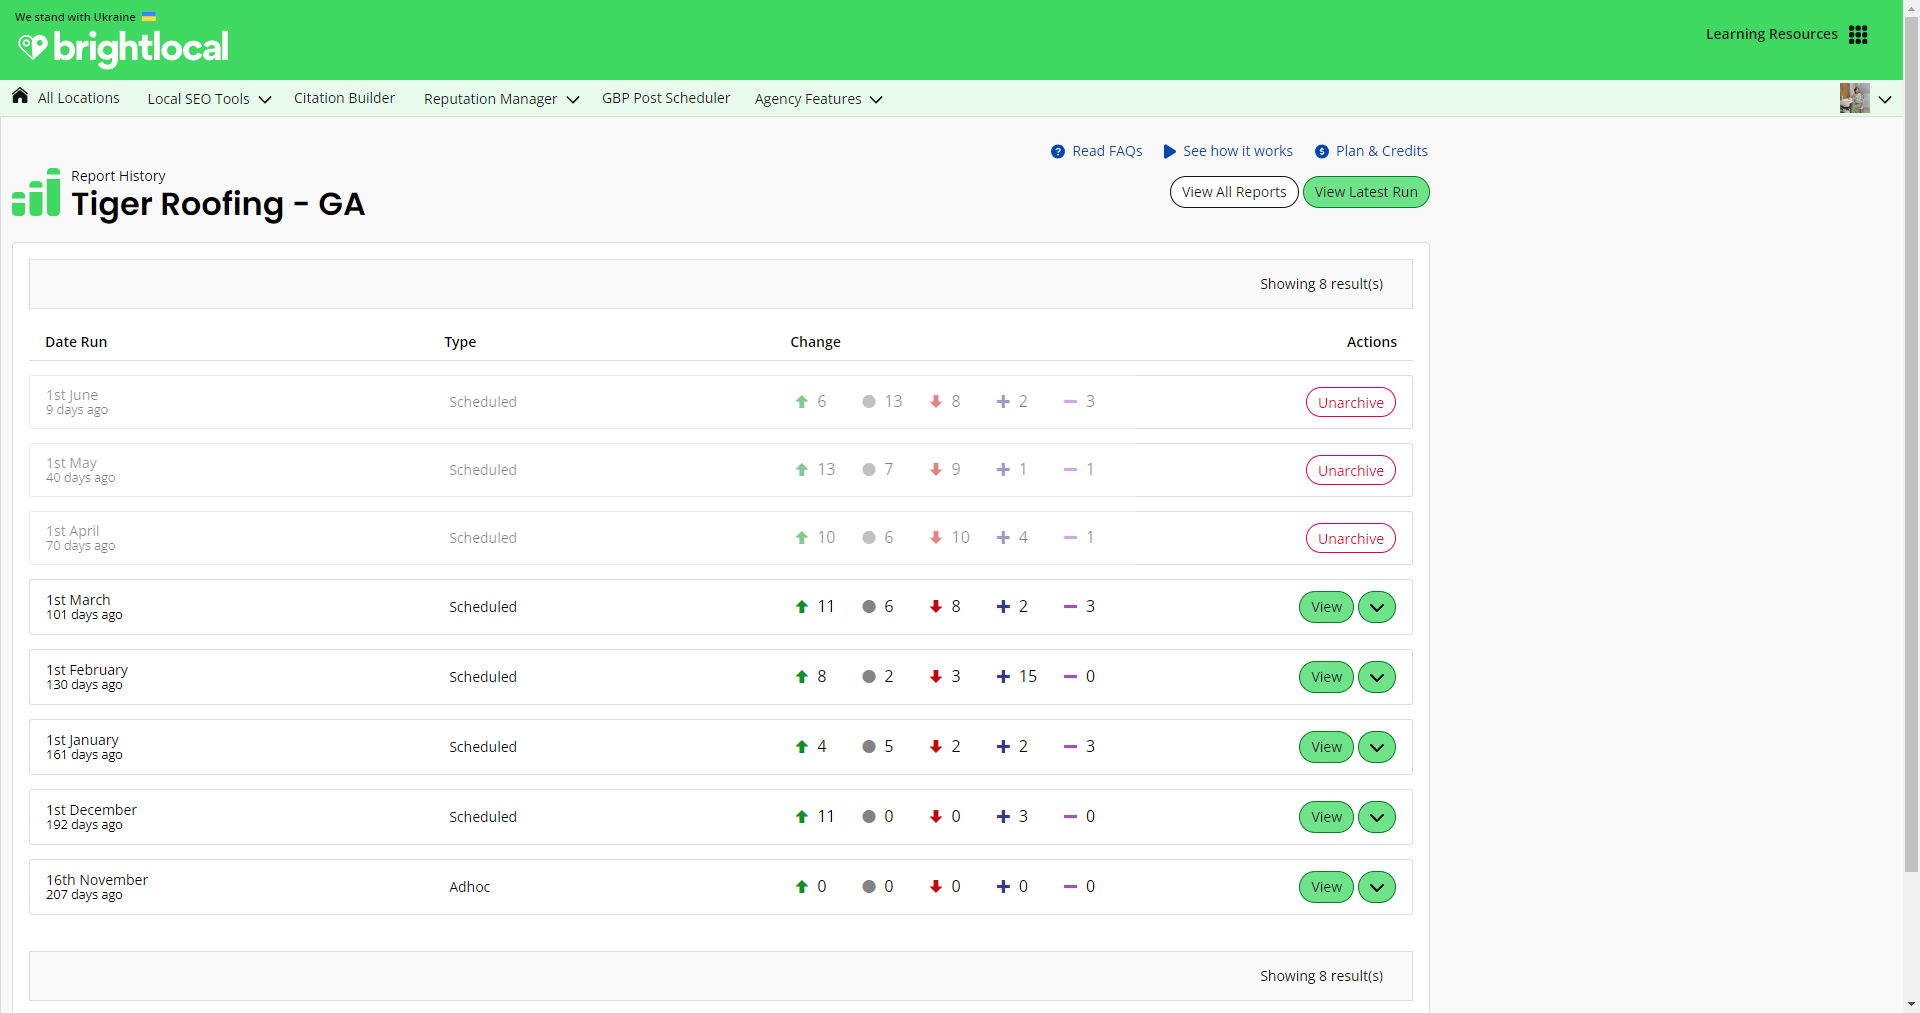 We stand with Ukraine
brightlocal
Learning Resources
All Locations Local SEO Tools Citation Builder Reputation Manager GBP Post Scheduler Agency Features
Read FAQs See how it works Plan & Credits
Report History
Tiger Roofing - GA
View All Reports View Latest Run
Showing 8 result(s)
Date Run Type Change Actions
1st June
9 days ago
Scheduled 6 13 8 2 3 Unarchive
1st May
40 days ago
Scheduled 13 7 9 1 1 Unarchive
1st April
70 days ago
Scheduled 10 6 10 4 1 Unarchive
1st March
101 days ago
Scheduled 11 6 8 2 3 View
1st February
130 days ago
Scheduled 8 2 3 15 0 View
1st January
161 days ago
Scheduled 4 5 2 2 3 View
1st December
192 days ago
Scheduled 11 0 0 3 0 View
16th November
207 days ago
Adhoc 0 0 0 0 0 View
Showing 8 result(s)